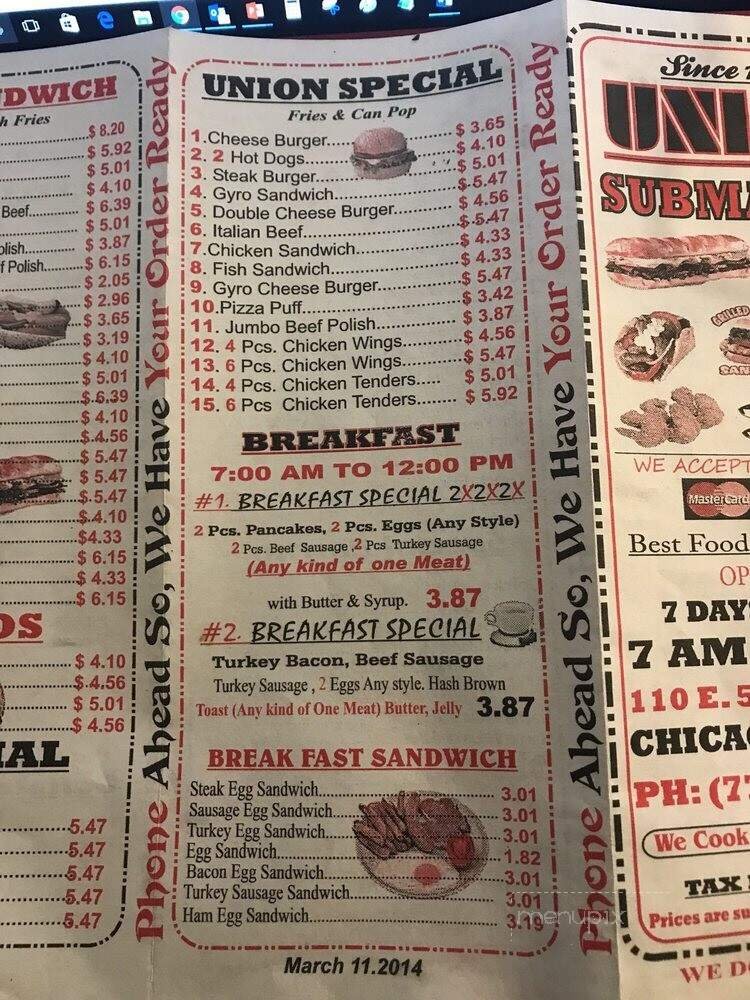 DWICH
h Fries
$ 8.20
$ 5.92
$ 5.01
$ 4.10
Beef......... $ 6.39
$ 5.01
olish......... $ 3.87
f Polish...... $ 6.15
$ 2.05
$ 2.96
$ 3.65
$ 3.19
$ 4.10
$ 5.01
$ 6.39
$ 4.10
$ 4.56
$ 5.47
$ 5.47
$ 5.47
$ 4.10
$4.33
$ 6.15
$ 4.33
$ 6.15
OS
$ 4.10
$ 4.56
$ 5.01
$ 4.56
IAL
5.47
5.47
5.47
5.47
5.47
Phone Ahead So, We Have Your Order Ready
UNION SPECIAL
Fries & Can Pop
1. Cheese Burger.......... $ 3.65
2. 2 Hot Dogs.......... $ 4.10
3. Steak Burger.......... $ 5.01
4. Gyro Sandwich.......... $ 5.47
5. Double Cheese Burger.......... $ 4.56
6. Italian Beef.......... $ 5.47
7. Chicken Sandwich.......... $ 4.33
8. Fish Sandwich.......... $ 4.33
9. Gyro Cheese Burger.......... $ 5.47
10. Pizza Puff.......... $ 3.42
11. Jumbo Beef Polish.......... $ 3.87
12. 4 Pcs. Chicken Wings.......... $ 4.56
13. 6 Pcs. Chicken Wings.......... $ 5.47
14. 4 Pcs. Chicken Tenders..... $ 5.01
15. 6 Pcs Chicken Tenders........ $ 5.92
BREAKFAST
7:00 AM TO 12:00 PM
#1. BREAKFAST SPECIAL 2X2X2X
2 Pcs. Pancakes, 2 Pcs. Eggs (Any Style)
2 Pcs. Beef Sausage ,2 Pcs Turkey Sausage
(Any kind of one Meat)
with Butter & Syrup. 3.87
#2. BREAKFAST SPECIAL
Turkey Bacon, Beef Sausage
Turkey Sausage , 2 Eggs Any style. Hash Brown
Toast (Any kind of One Meat) Butter, Jelly 3.87
BREAK FAST SANDWICH
Steak Egg Sandwich.......... 3.01
Sausage Egg Sandwich.......... 3.01
Turkey Egg Sandwich.......... 3.01
Egg Sandwich.......... 1.82
Bacon Egg Sandwich.......... 3.01
Turkey Sausage Sandwich.......... 3.01
Ham Egg Sandwich.......... 3.19
March 11.2014
Phone Ahead So, We Have Your Order Ready
Since
UNI
SUBMA
GRILLED
SAN
WE ACCEPT
MasterCard
Best Food
OP
7 DAY
7 AM
110 E. 5
CHICA
PH: (7
We Cook
TAX
Prices are su
WE D
menupix